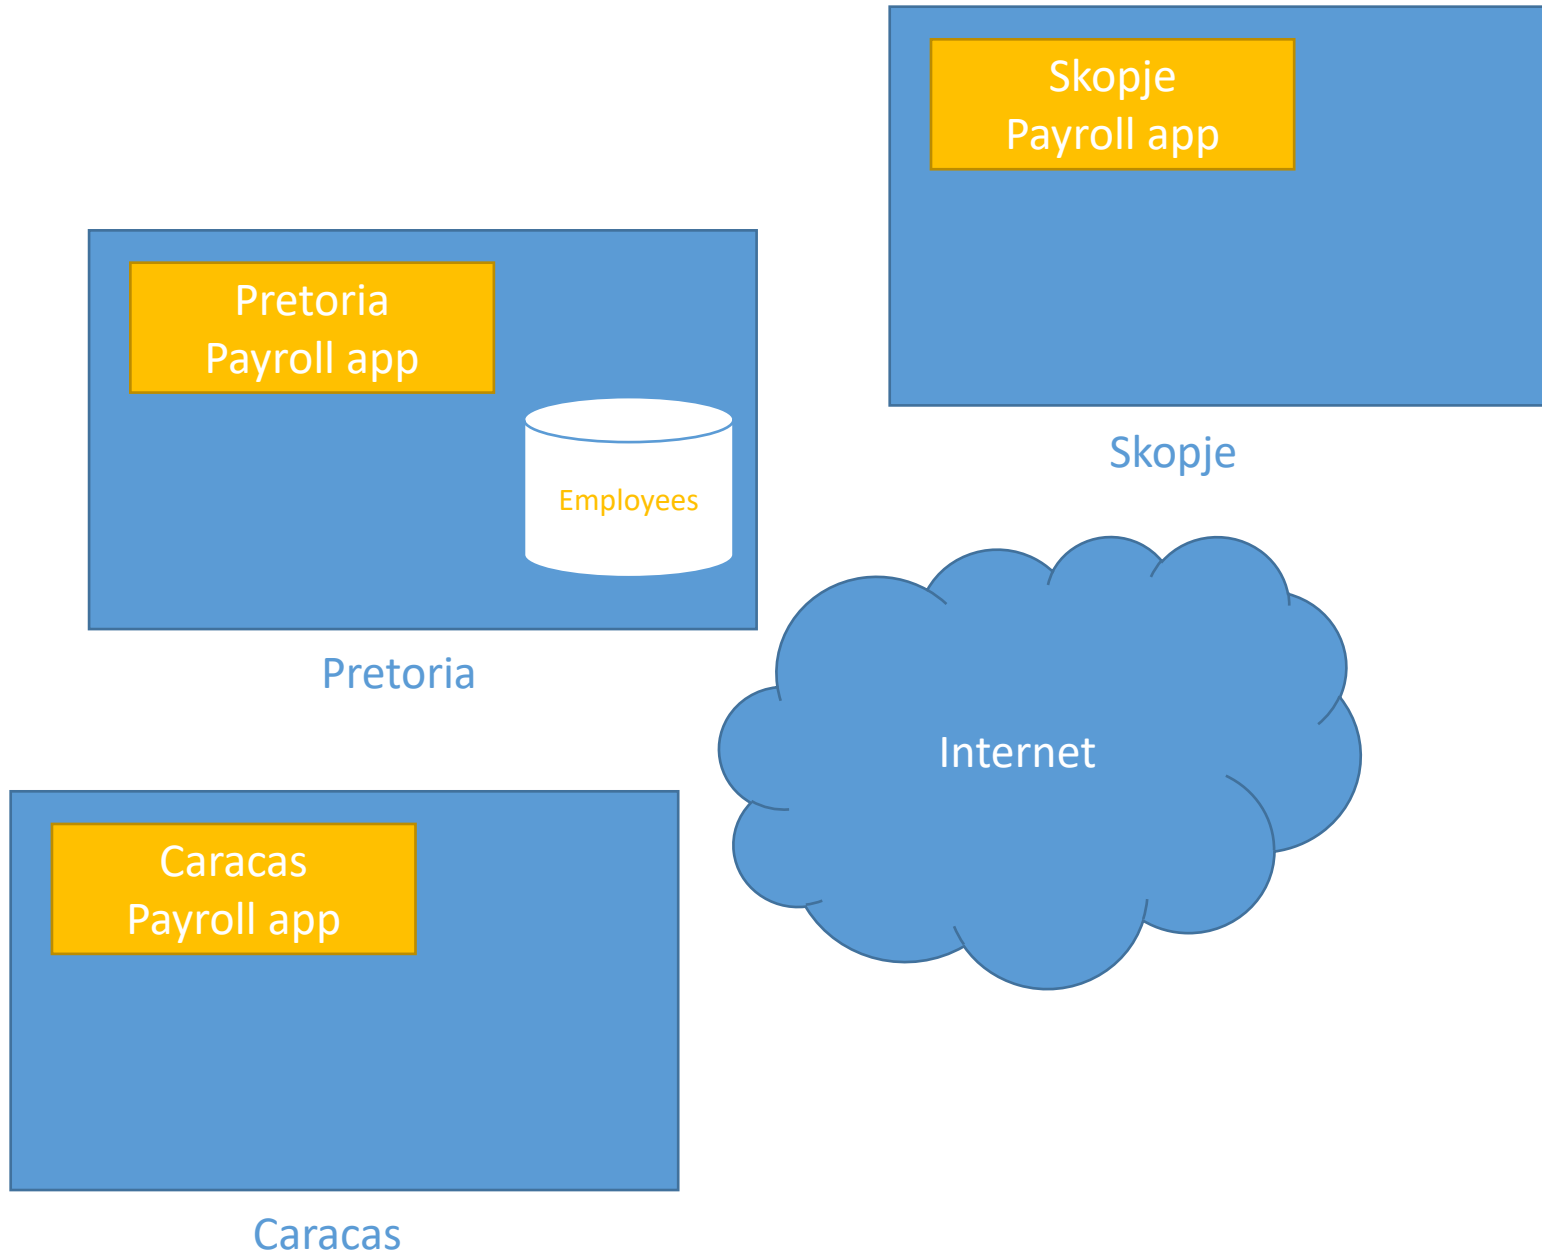 Skopje
Payroll app
Skopje
Pretoria
Payroll app
Employees
Pretoria
Internet
Caracas
Payroll app
Caracas